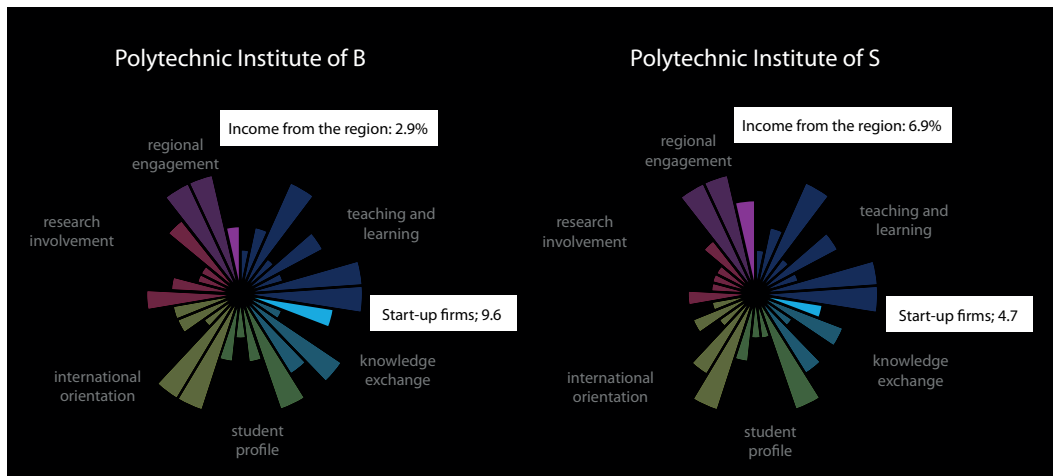 Polytechnic Institute of B
Income from the region: 2.9%
regional
engagement
research
involvement
teaching and
learning
Start-up firms; 9.6
knowledge
exchange
international
orientation
student
profile
Polytechnic Institute of S
Income from the region: 6.9%
regional
engagement
research
involvement
teaching and
learning
Start-up firms; 4.7
knowledge
exchange
international
orientation
student
profile